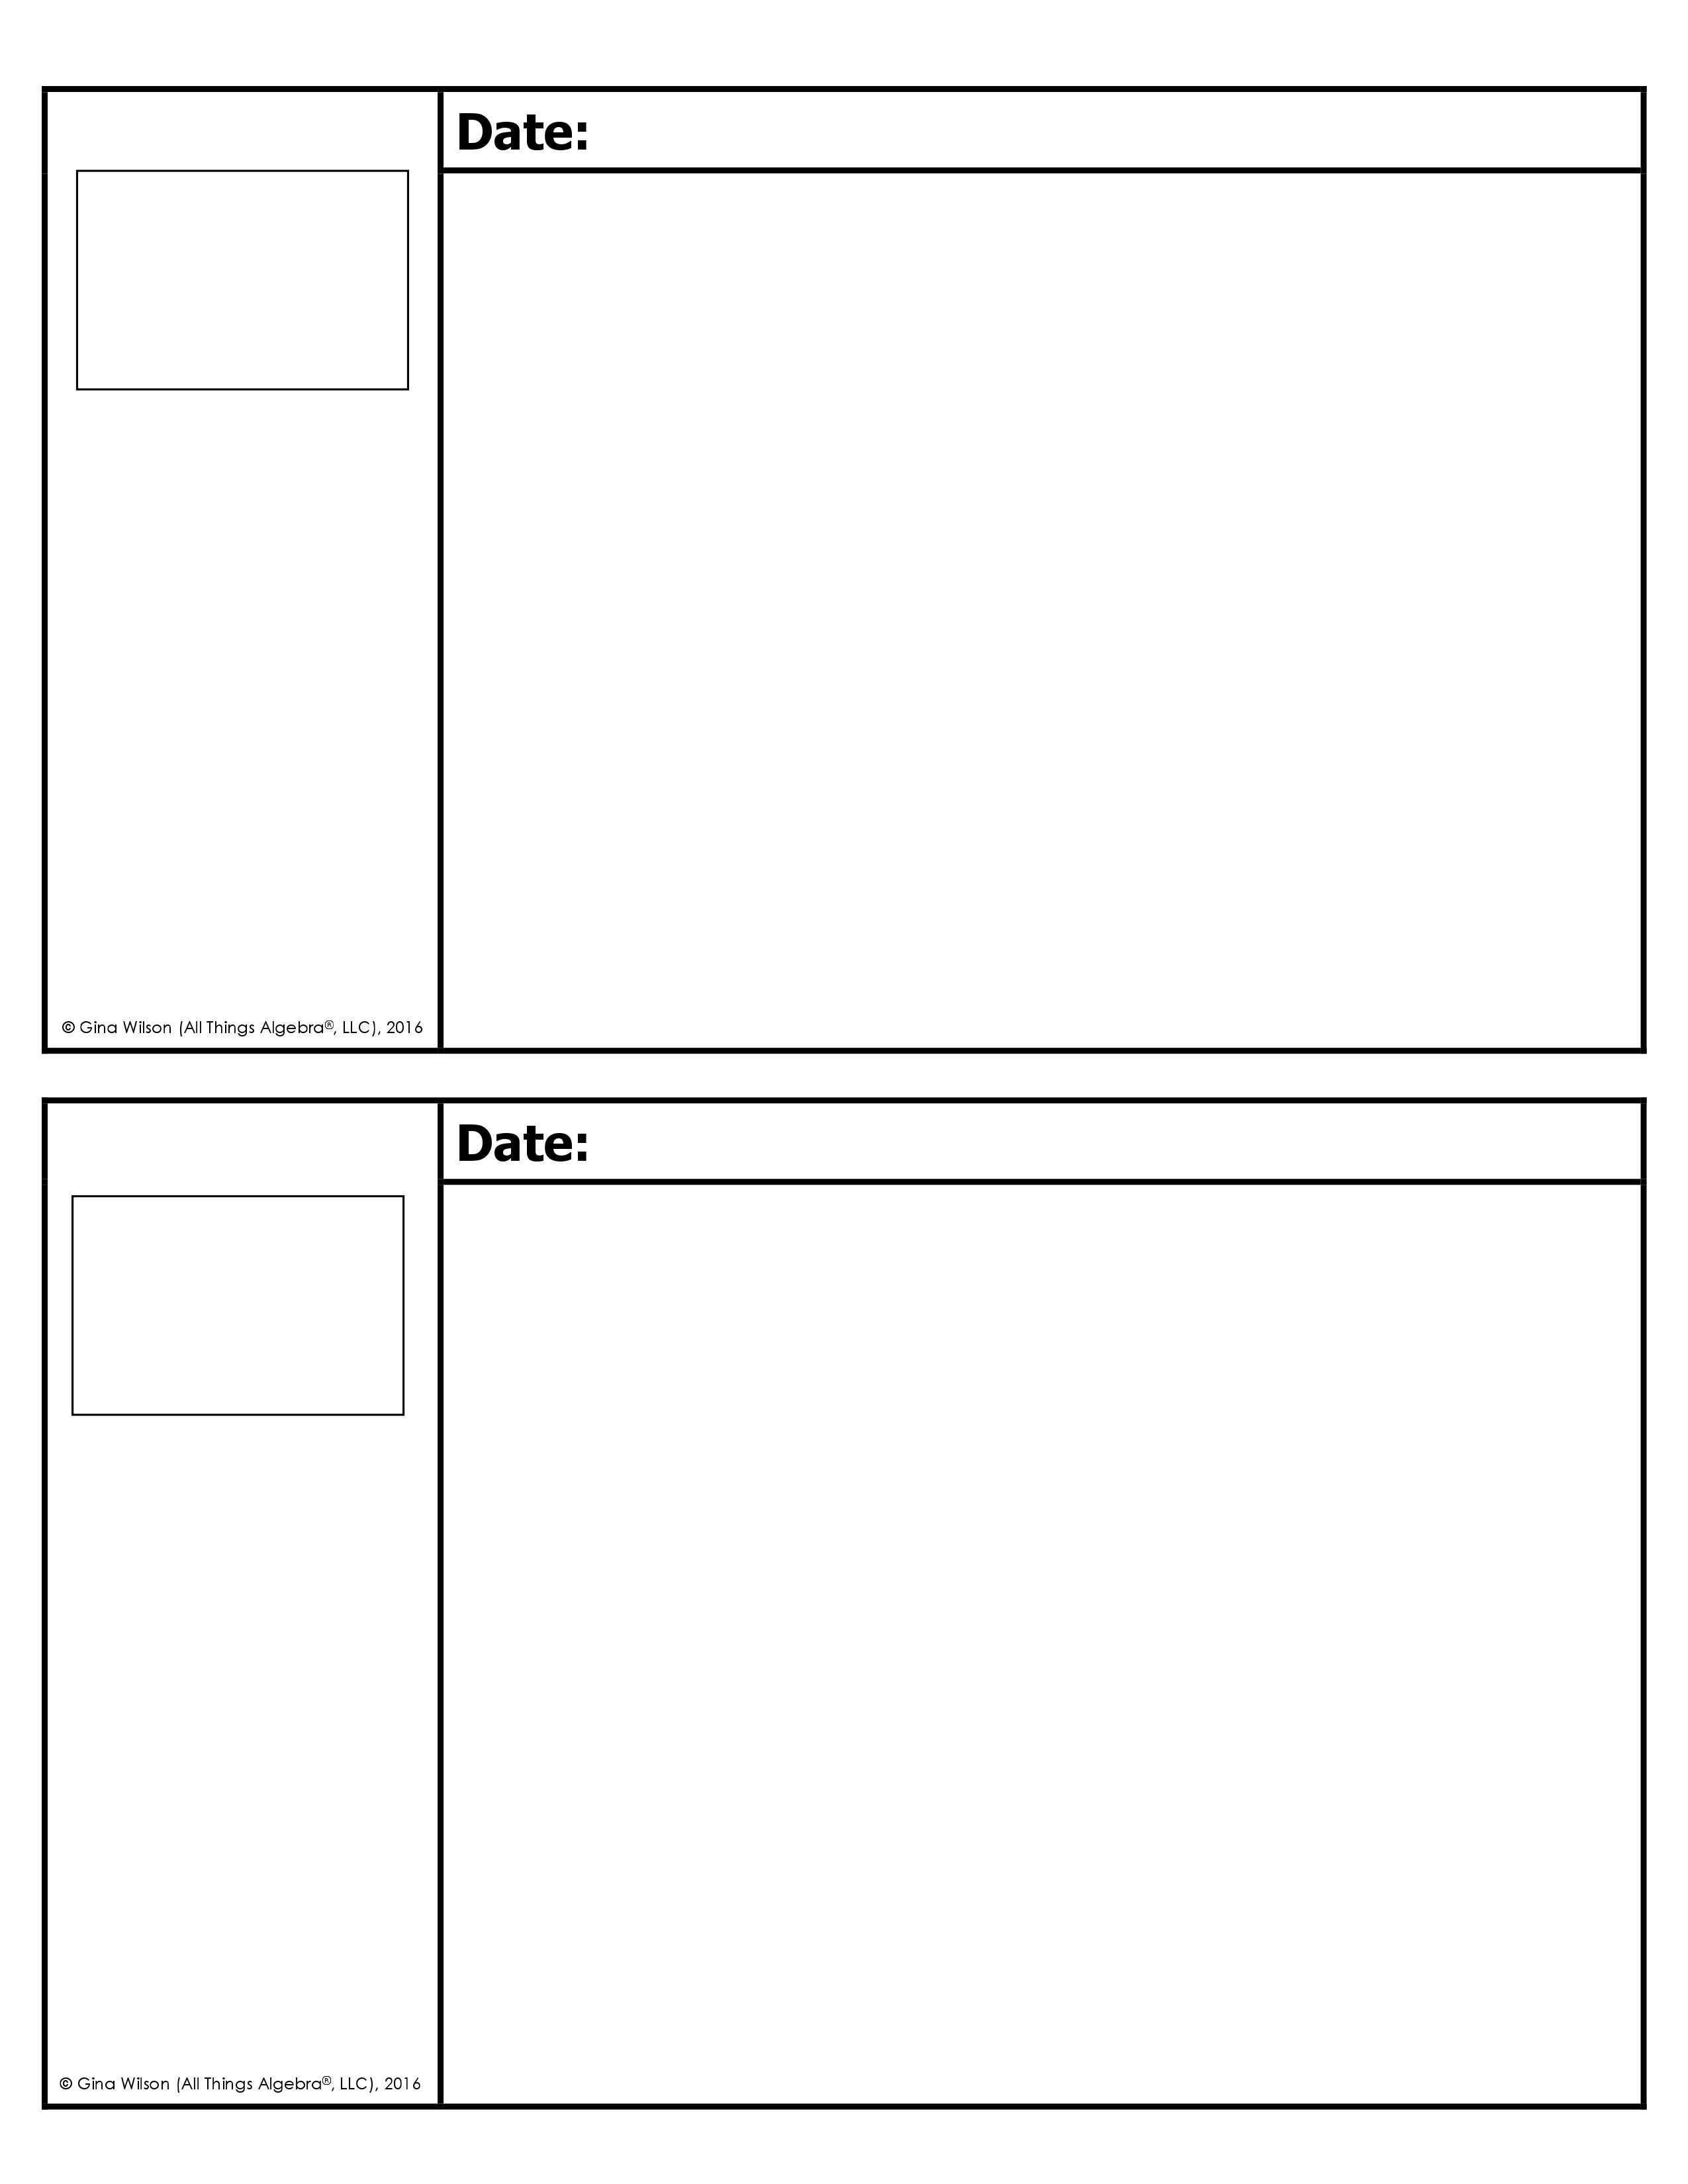 Date:
© Gina Wilson (All Things Algebra®, LLC), 2016
Date:
© Gina Wilson (All Things Algebra®, LLC), 2016